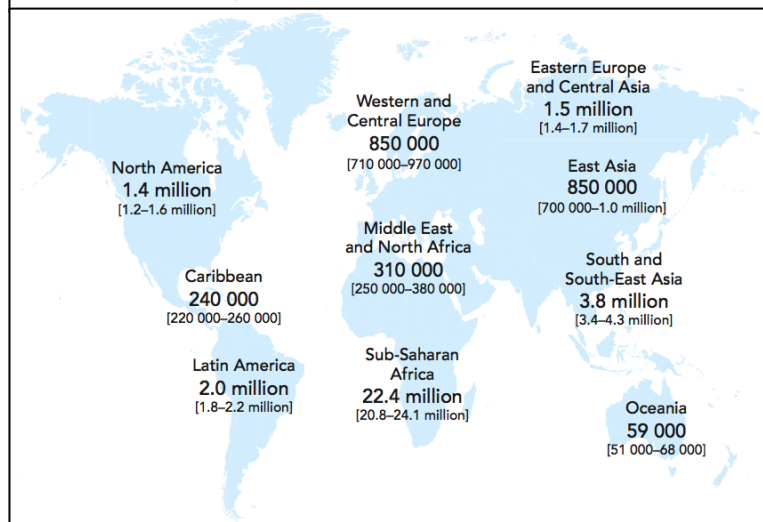 Eastern Europe
and Central Asia
1.5 million
[1.4–1.7 million]
Western and
Central Europe
850 000
[710 000–970 000]
North America
1.4 million
[1.2–1.6 million]
East Asia
850 000
[700 000–1.0 million]
Middle East
and North Africa
310 000
[250 000–380 000]
South and
South-East Asia
3.8 million
[3.4–4.3 million]
Caribbean
240 000
[220 000–260 000]
Sub-Saharan
Africa
22.4 million
[20.8–24.1 million]
Latin America
2.0 million
[1.8–2.2 million]
Oceania
59 000
[51 000–68 000]